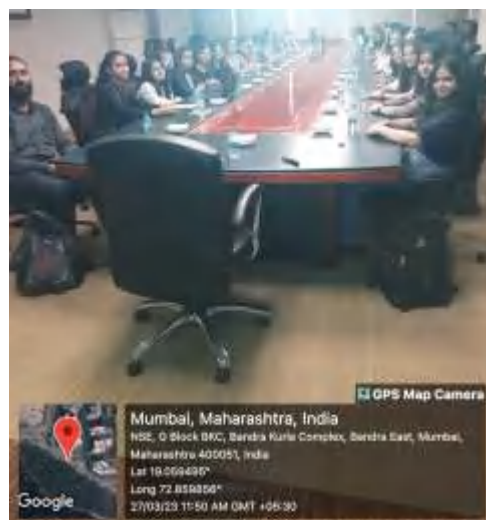 GPS Map Camera
Mumbai, Maharashtra, India
NSE, G Block BKC, Bandra Kurla Complex, Bandra East, Mumbai,
Maharashtra 400051, India
Lat 19.059495°
Long 72.859856°
27/03/23 11:50 AM GMT +05:30
Google